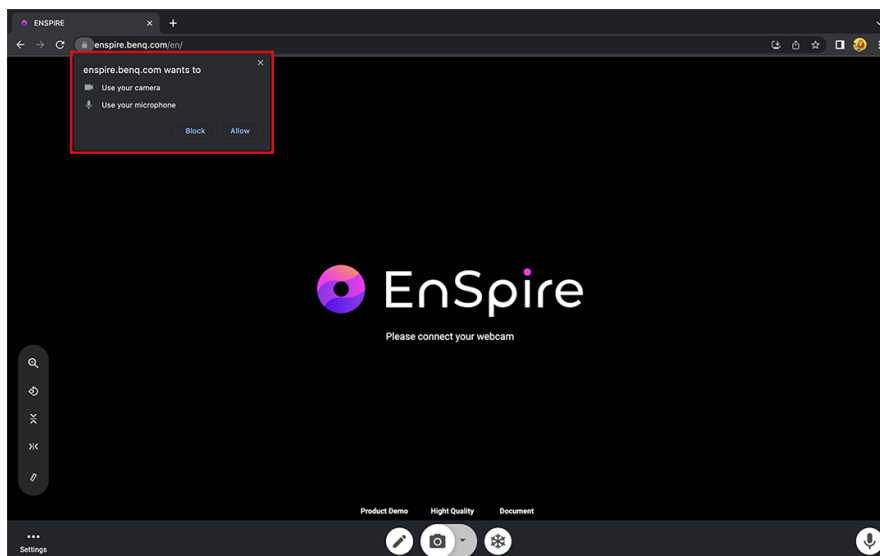 ENSPIRE
enspire.benq.com/en/
enspire.benq.com wants to
Use your camera
Use your microphone
Block Allow
EnSpire
Please connect your webcam
Product Demo Hight Quality Document
Settings